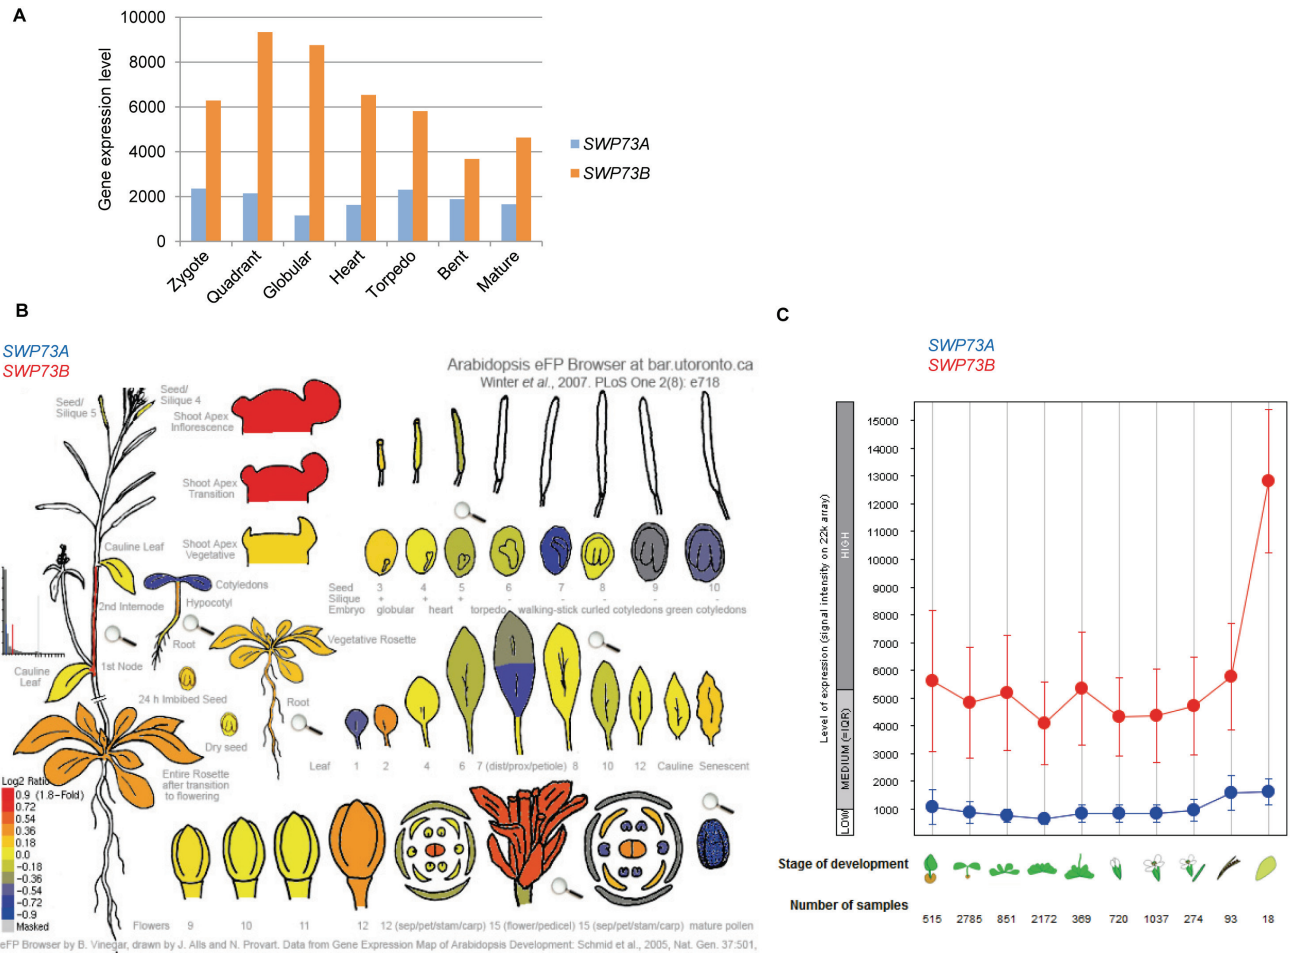 A
10000
8000
6000
4000
2000
0
Gene expression level
Zygote
Quadrant
Globular
Heart
Torpedo
Bent
Mature
SWP73A
SWP73B
B
SWP73A
SWP73B
Arabidopsis eFP Browser at bar.utoronto.ca
Winter et al., 2007. PLoS One 2(8): e718
Seed/
Silique 5
Seed/
Silique 4
Shoot Apex
Inflorescence
Shoot Apex
Transition
Shoot Apex
Vegetative
Cauline Leaf
Cotyledons
2nd Internode
Hypocotyl
Root
1st Node
Cauline
Leaf
24 h Imbibed Seed
Dry seed
Vegetative Rosette
Root
Entire Rosette
after transition
to flowering
Seed 3 4 5 6 7 8 9 10
Silique + + + - - - - -
Embryo globular heart torpedo walking-stick curled cotyledons green cotyledons
Leaf 1 2 4 6 7 (dist/prox/petiole) 8 10 12 Cauline Senescent
Log2 Ratio
0.9 (1.8-Fold)
0.72
0.54
0.36
0.18
0.0
-0.18
-0.36
-0.54
-0.72
-0.9
Masked
Flowers 9 10 11 12 12 (sep/pet/stam/carp) 15 (flower/pedicel) 15 (sep/pet/stam/carp) mature pollen
eFP Browser by B. Vinegar, drawn by J. Alls and N. Provart. Data from Gene Expression Map of Arabidopsis Development: Schmid et al., 2005, Nat. Gen. 37:501,
C
SWP73A
SWP73B
Level of expression (signal intensity on 22k array)
HIGH
MEDIUM (=IQR)
LOW
15000
14000
13000
12000
11000
10000
9000
8000
7000
6000
5000
4000
3000
2000
1000
Stage of development
Number of samples
515 2785 851 2172 369 720 1037 274 93 18